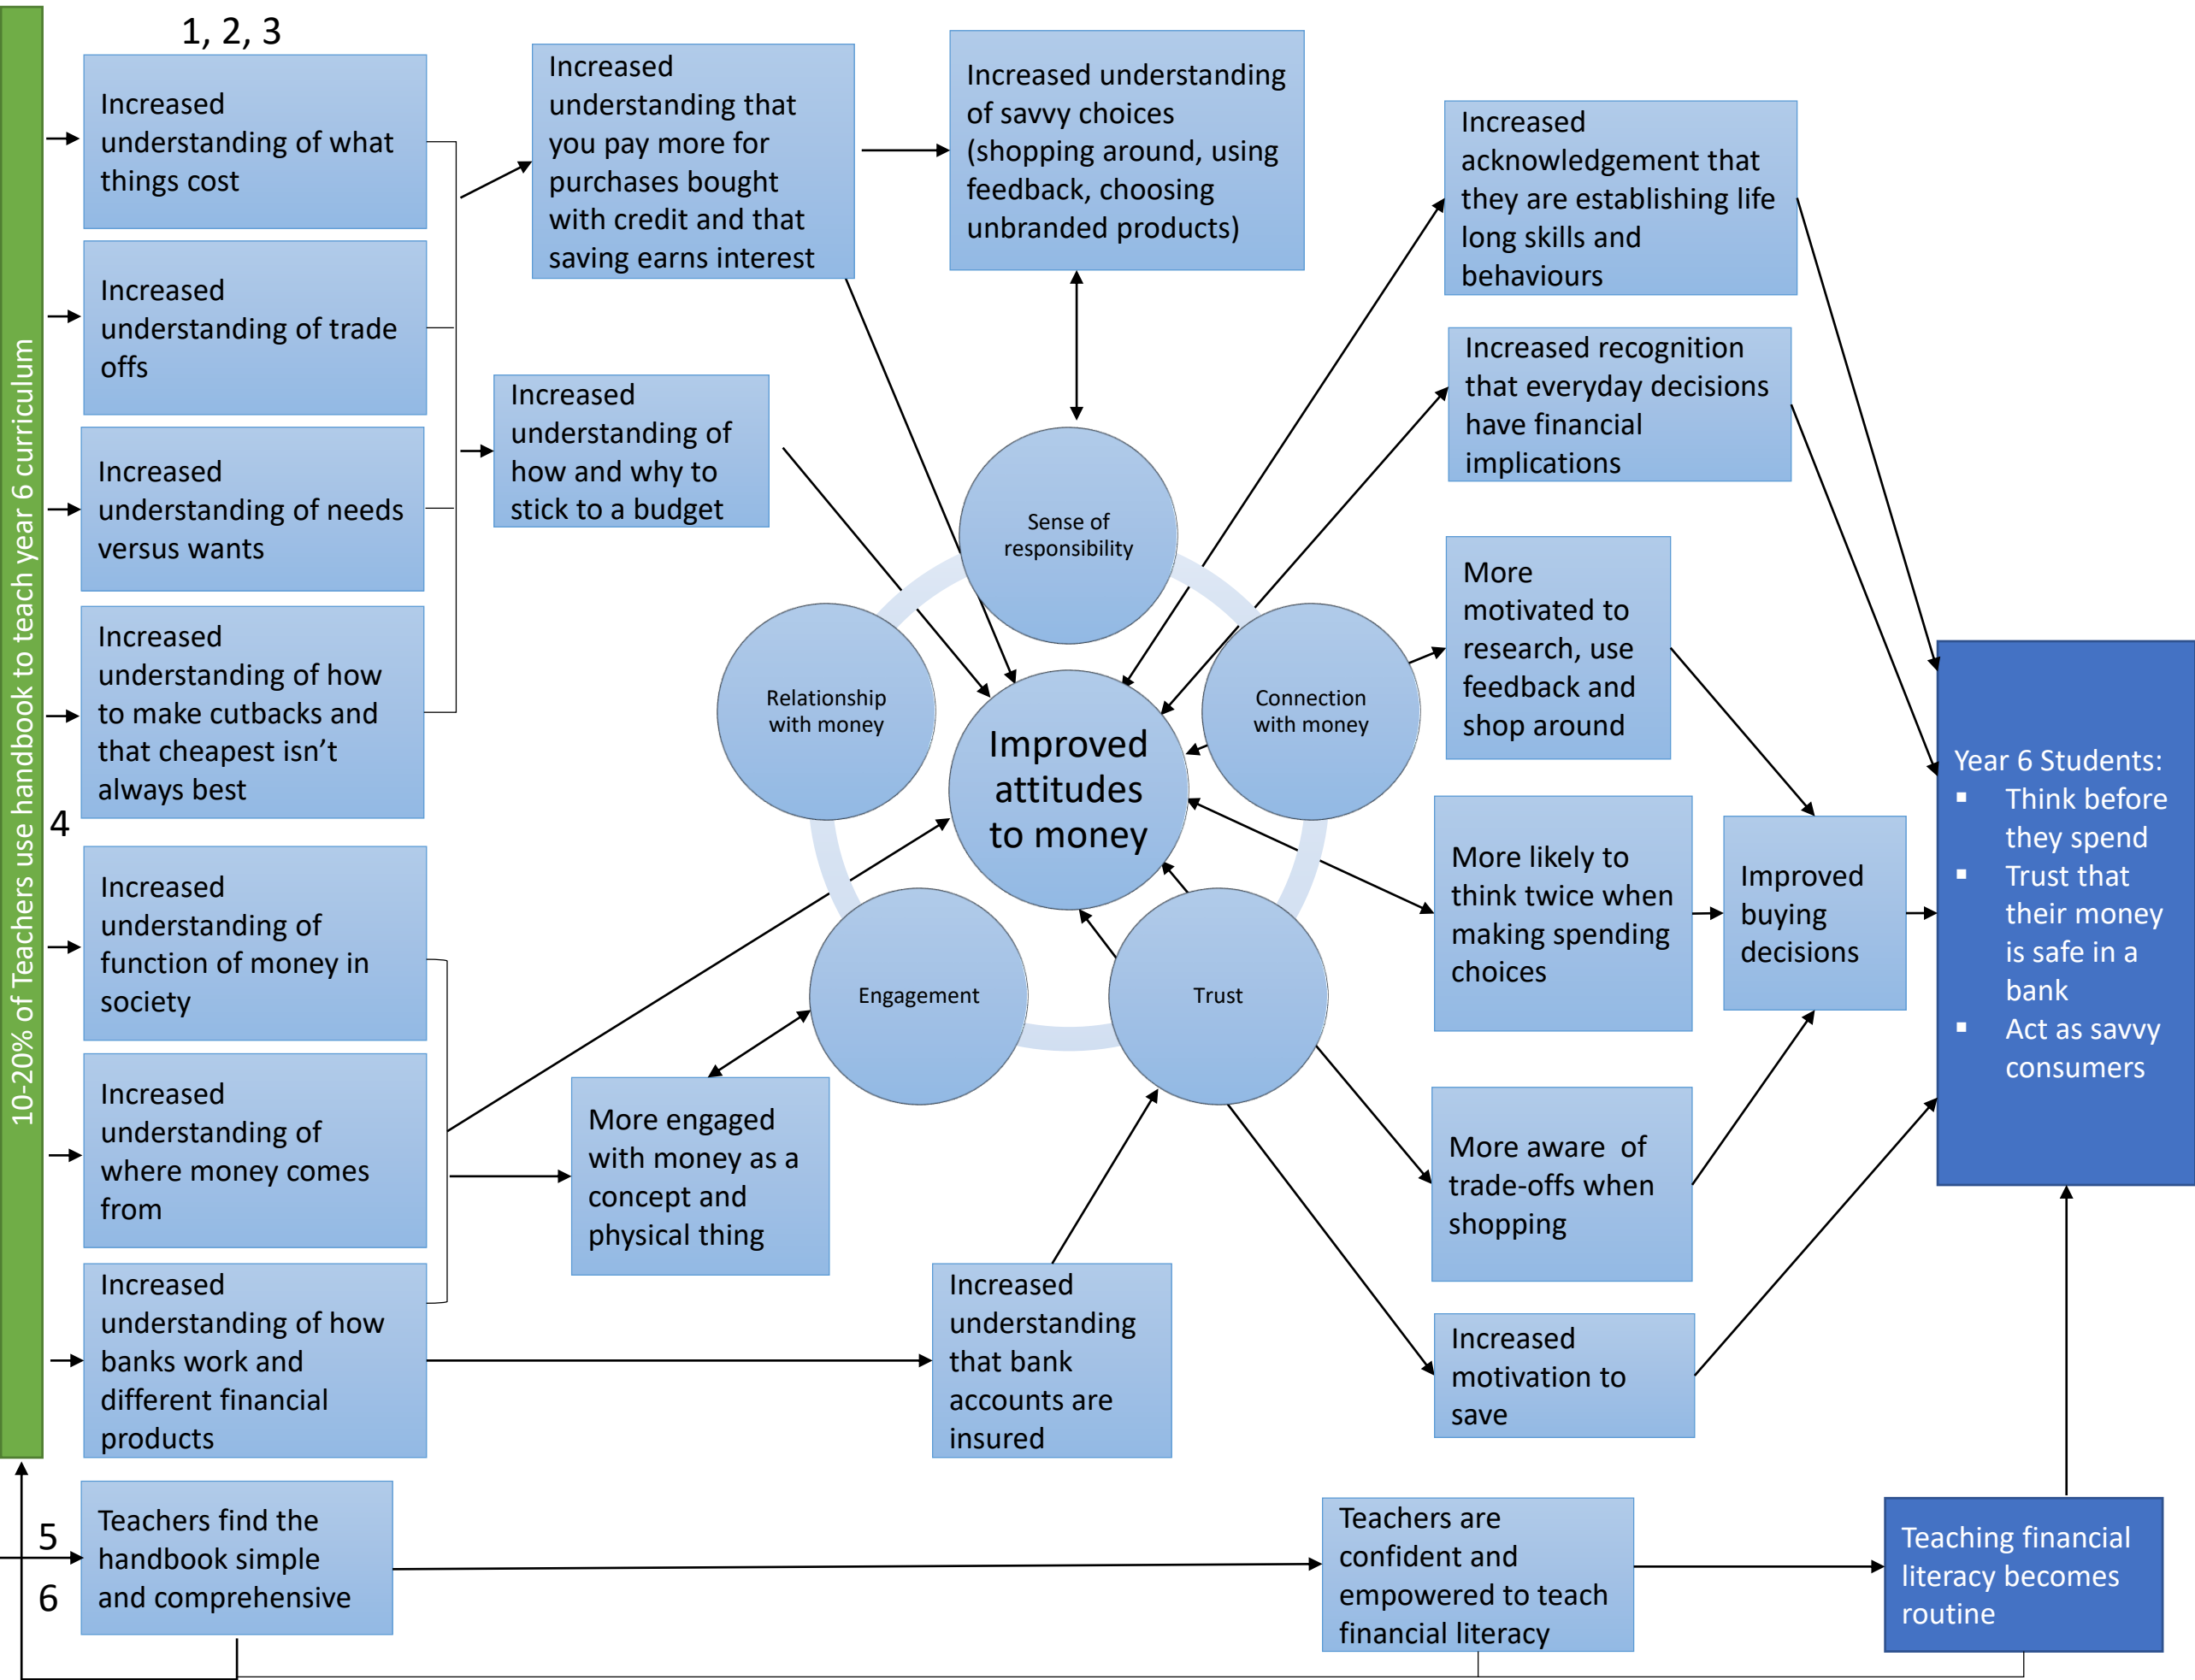 1, 2, 3
10-20% of Teachers use handbook to teach year 6 curriculum
Increased
understanding of what
things cost
Increased
understanding of trade
offs
Increased
understanding of needs
versus wants
Increased
understanding of how
to make cutbacks and
that cheapest isn’t
always best
4
Increased
understanding of
function of money in
society
Increased
understanding of
where money comes
from
Increased
understanding of how
banks work and
different financial
products
5
6
Teachers find the
handbook simple
and comprehensive
Increased
understanding that
you pay more for
purchases bought
with credit and that
saving earns interest
Increased
understanding of
how and why to
stick to a budget
Increased understanding
of savvy choices
(shopping around, using
feedback, choosing
unbranded products)
Sense of
responsibility
Relationship
with money
Connection
with money
Improved
attitudes
to money
Engagement
Trust
More engaged
with money as a
concept and
physical thing
Increased
understanding
that bank
accounts are
insured
Increased
acknowledgement that
they are establishing life
long skills and
behaviours
Increased recognition
that everyday decisions
have financial
implications
More
motivated to
research, use
feedback and
shop around
More likely to
think twice when
making spending
choices
Improved
buying
decisions
More aware  of
trade-offs when
shopping
Increased
motivation to
save
Teachers are
confident and
empowered to teach
financial literacy
Year 6 Students:
▪ Think before
they spend
▪ Trust that
their money
is safe in a
bank
▪ Act as savvy
consumers
Teaching financial
literacy becomes
routine